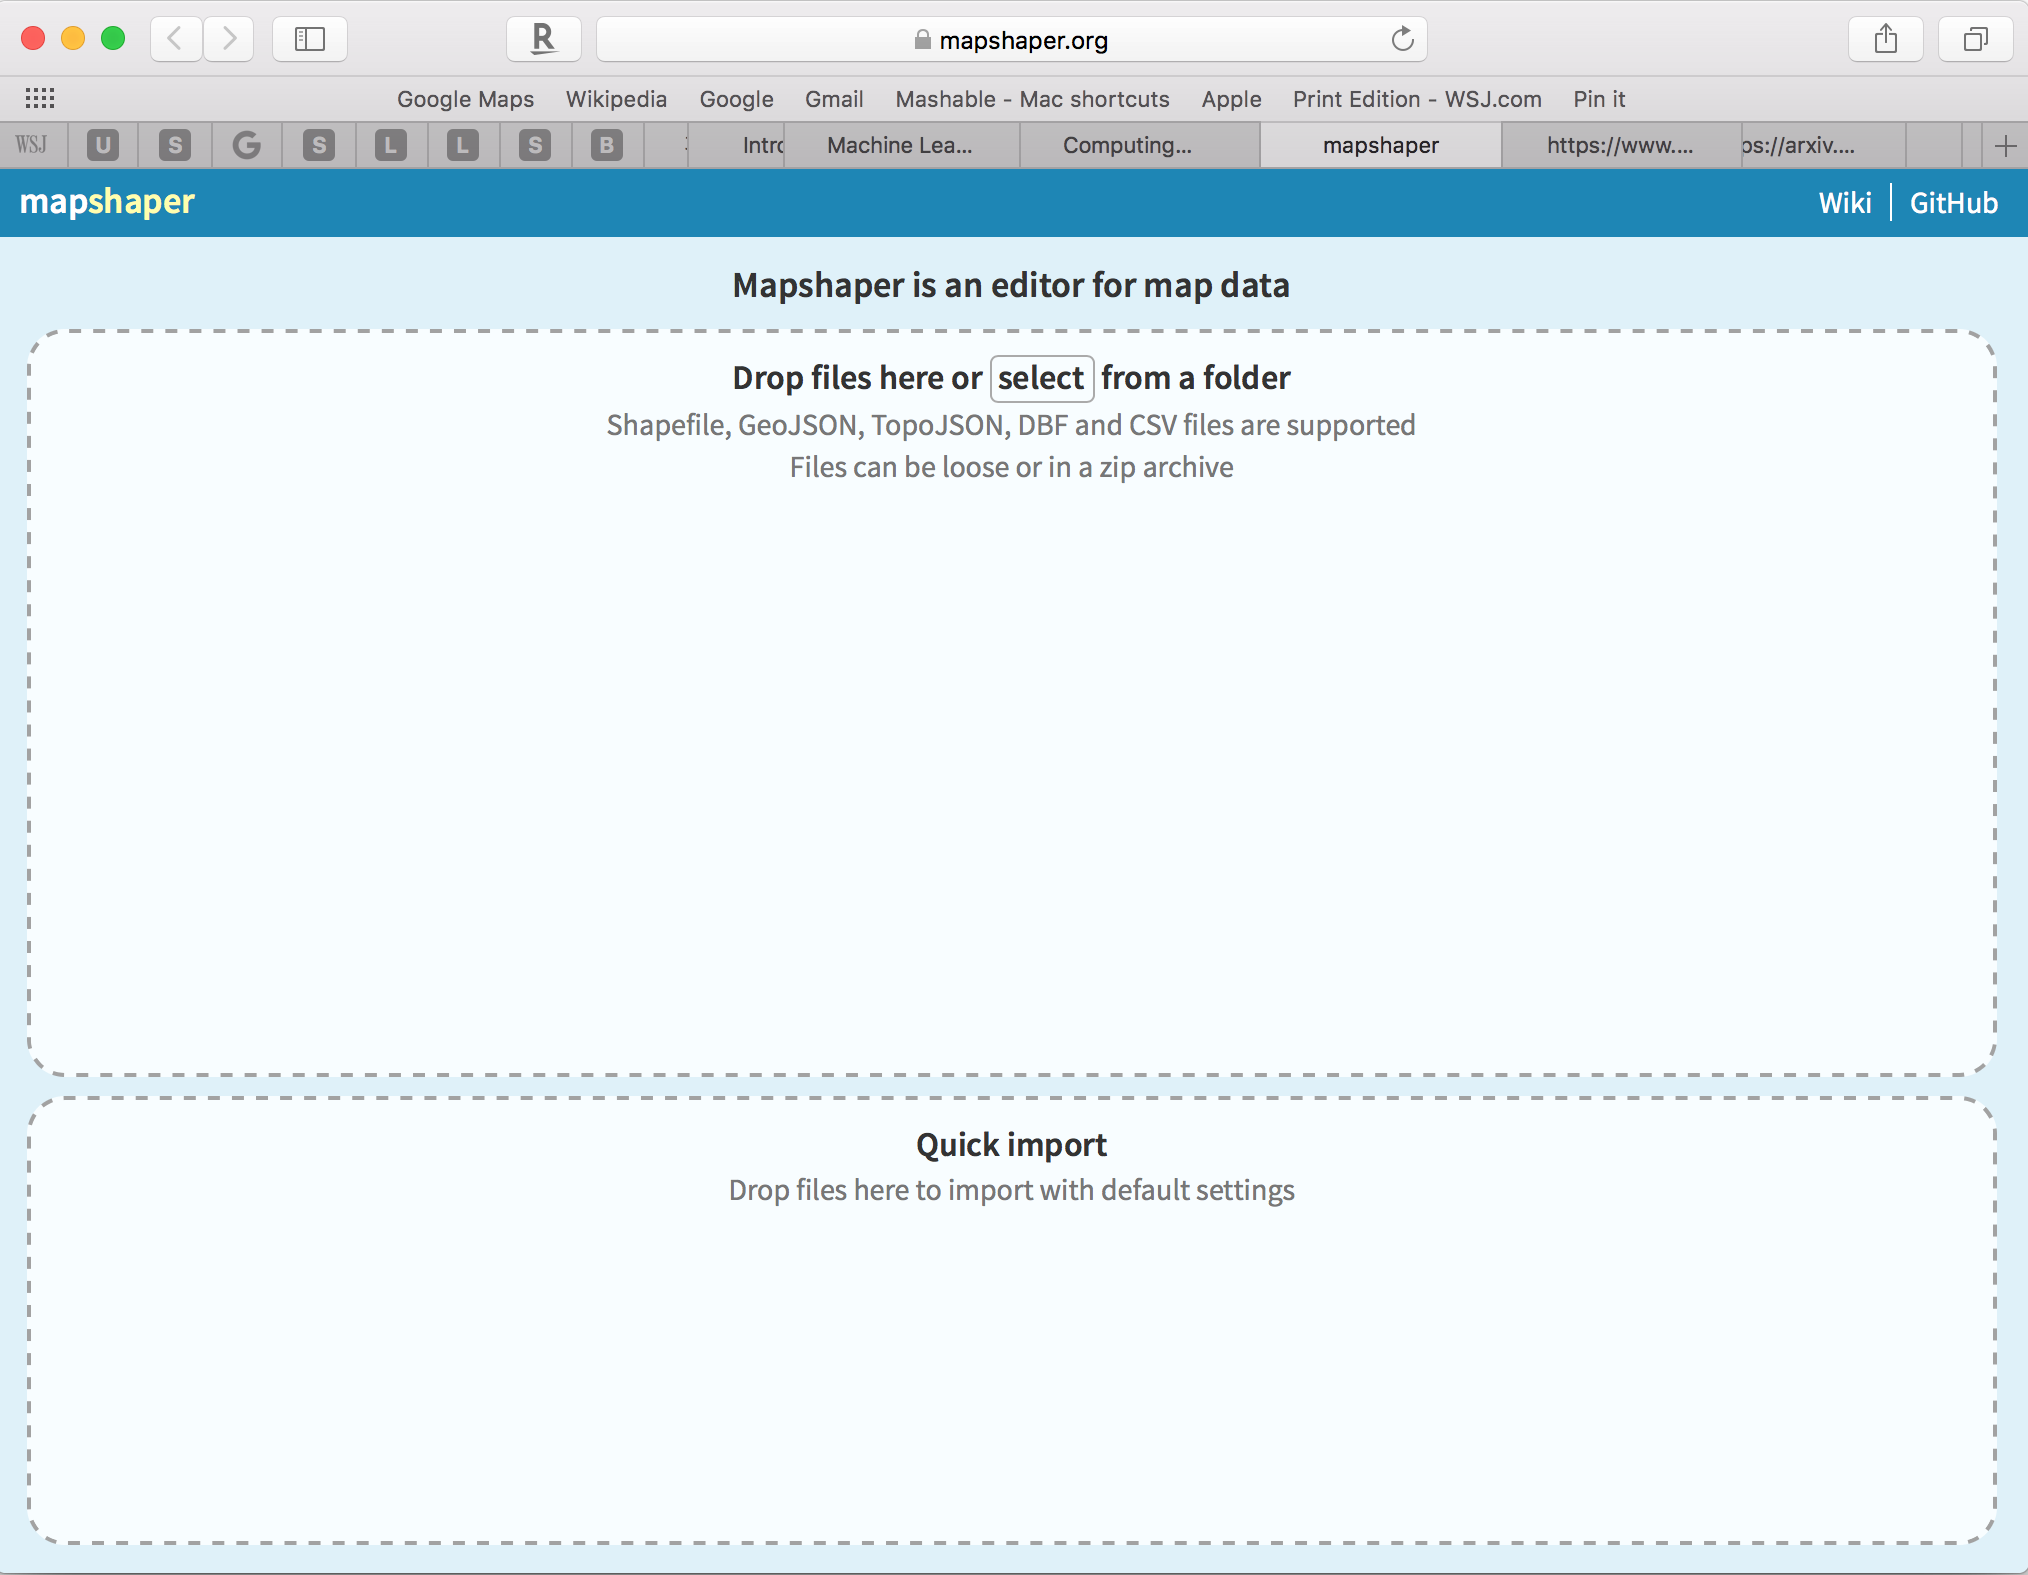 R
mapshaper.org
Google Maps Wikipedia Google Gmail Mashable - Mac shortcuts Apple Print Edition - WSJ.com Pin it
WSJ U S G S L L S B Intro Machine Lea... Computing... mapshaper https://www.... ps://arxiv....
mapshaper Wiki GitHub
Mapshaper is an editor for map data
Drop files here or select from a folder
Shapefile, GeoJSON, TopoJSON, DBF and CSV files are supported
Files can be loose or in a zip archive
Quick import
Drop files here to import with default settings